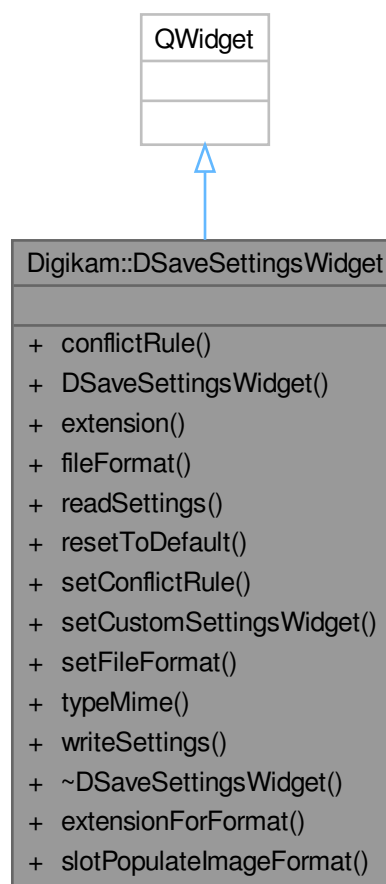 QWidget
Digikam::DSaveSettingsWidget
+ conflictRule()
+ DSaveSettingsWidget()
+ extension()
+ fileFormat()
+ readSettings()
+ resetToDefault()
+ setConflictRule()
+ setCustomSettingsWidget()
+ setFileFormat()
+ typeMime()
+ writeSettings()
+ ~DSaveSettingsWidget()
+ extensionForFormat()
+ slotPopulateImageFormat()